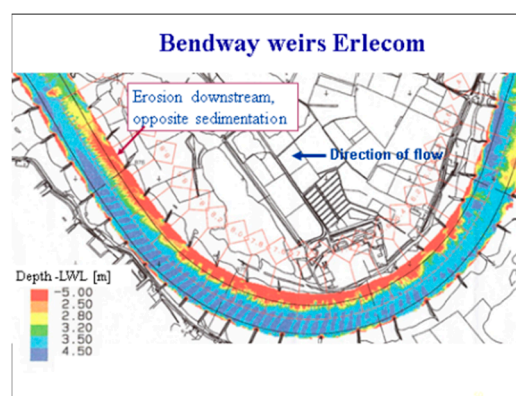 Bendway weirs Erlecom
Erosion downstream,
opposite sedimentation
Direction of flow
Depth -LWL [m]
-5.00
2.50
2.80
3.20
3.50
4.50